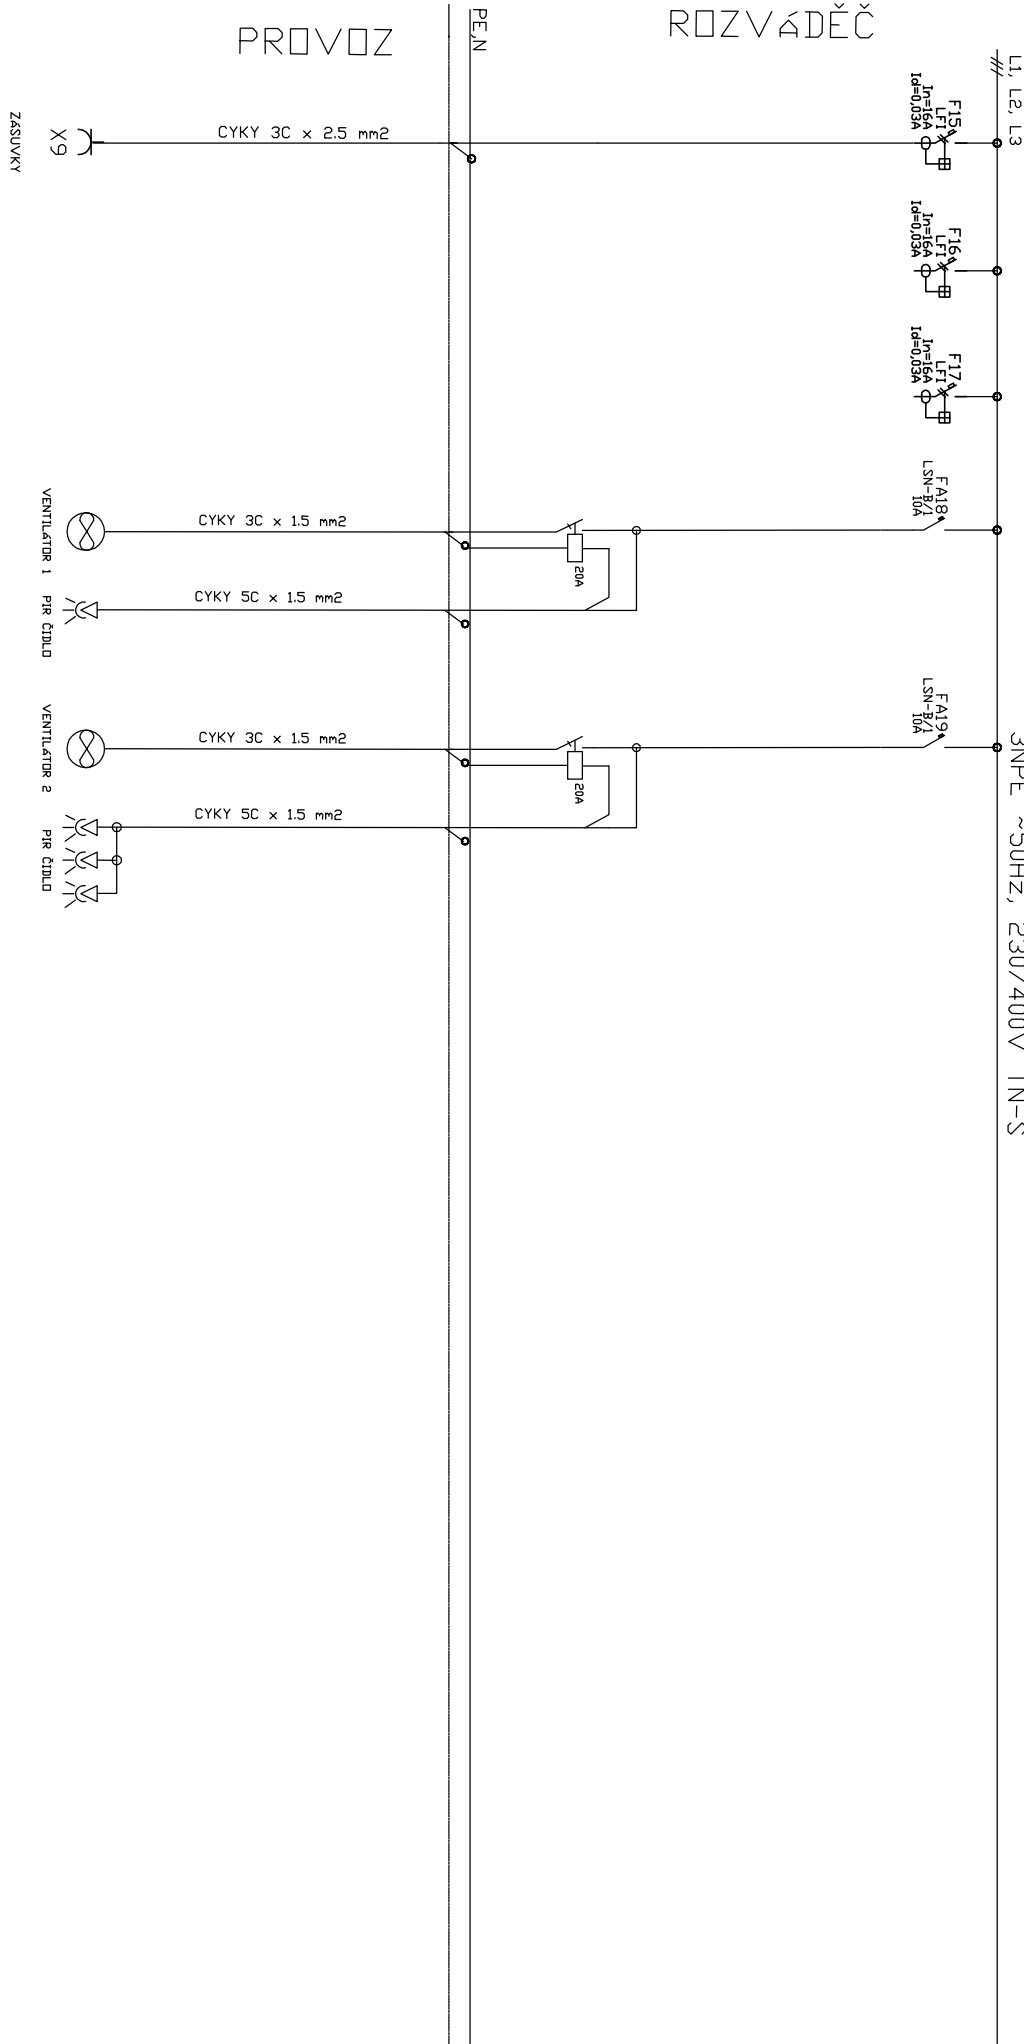 PROVOZ
ROZVáDĚČ
PE,N
L1, L2, L3
3NPE ~50Hz, 230/400V TN-S
F15
LFI
In=16A
Id=0,03A
CYKY 3C x 2.5 mm2
X9
ZáSUVKY
F16
LFI
In=16A
Id=0,03A
F17
LFI
In=16A
Id=0,03A
FA18
LSN-B/1
10A
20A
CYKY 3C x 1.5 mm2
VENTILáTOR 1
CYKY 5C x 1.5 mm2
PIR ČIDLO
FA19
LSN-B/1
10A
20A
CYKY 3C x 1.5 mm2
VENTILáTOR 2
CYKY 5C x 1.5 mm2
PIR ČIDLO